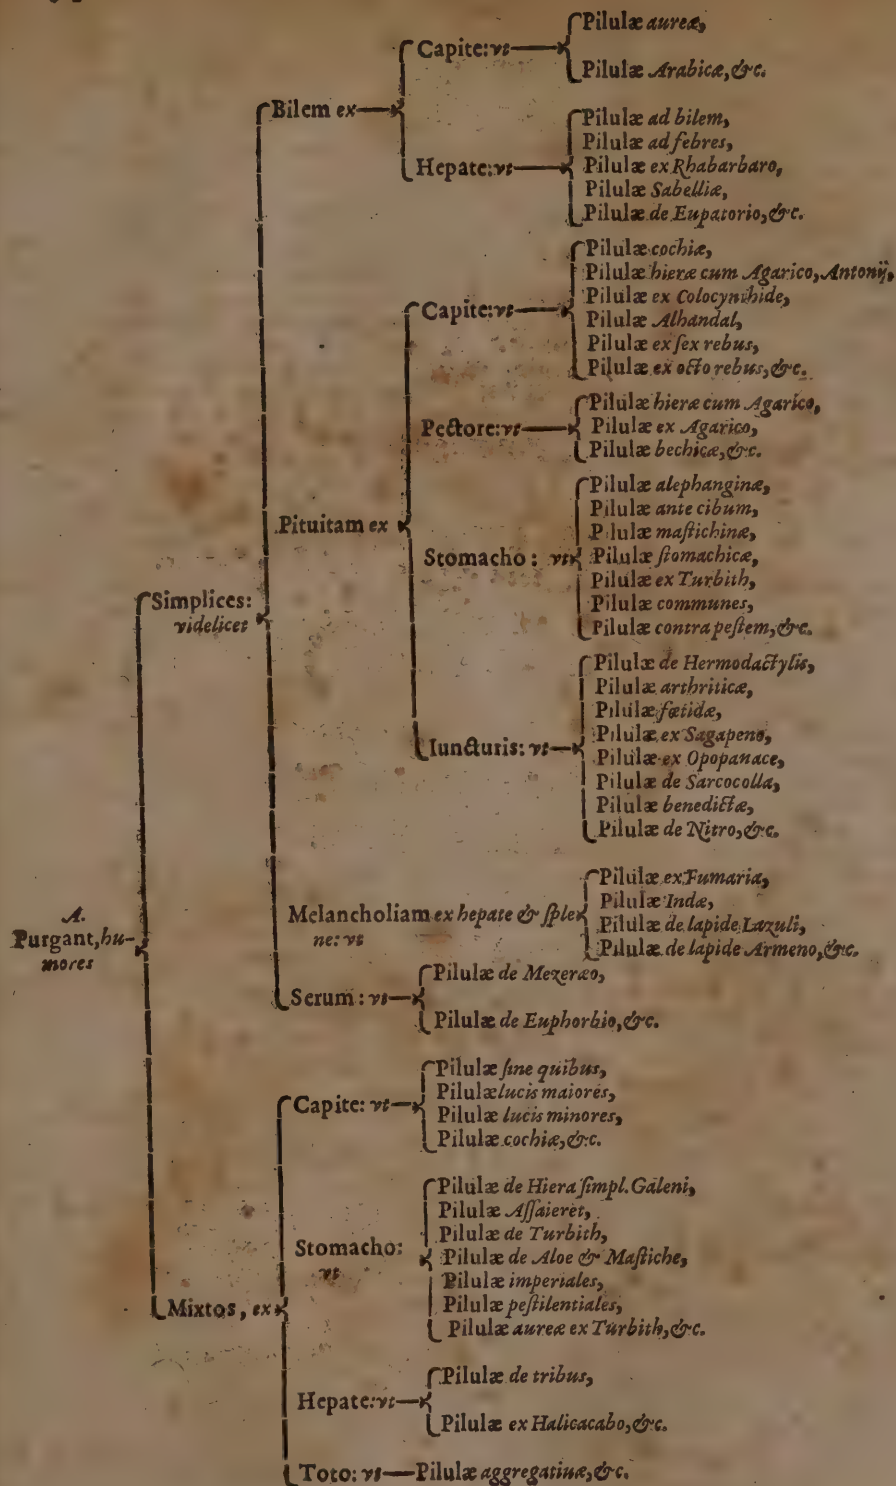 Pilulæ aureæ,
Capite: vt
Pilulæ Arabicæ, &c.
Bilem ex
Pilulæ ad bilem,
Pilulæ ad febres,
Hepate: vt
Pilulæ ex Rhabarbaro,
Pilulæ Sabelliæ,
Pilulæ de Eupatorio, &c.
Pilulæ cochiæ,
Pilulæ hieræ cum Agarico, Antonij,
Pilulæ ex Colocynthide,
Capite: vt
Pilulæ Alhandal,
Pilulæ ex ſex rebus,
Pilulæ ex octo rebus, &c.
Pilulæ hieræ cum Agarico,
Pectore: vt
Pilulæ ex Agarico,
Pilulæ bechicæ, &c.
Pilulæ alephanginæ,
Pilulæ ante cibum,
Pituitam ex
Pilulæ maſtichinæ,
Stomacho: vt
Pilulæ ſtomachicæ,
Pilulæ ex Turbith,
Simplices:
Pilulæ communes,
videlicet
Pilulæ contra peſtem, &c.
Pilulæ de Hermodactylis,
Pilulæ arthriticæ,
Pilulæ fœtidæ,
Pilulæ ex Sagapeno,
Iuncturis: vt
Pilulæ ex Opopanace,
Pilulæ de Sarcocolla,
Pilulæ benedictæ,
Pilulæ de Nitro, &c.
Pilulæ ex Fumaria,
Pilulæ Indæ,
Melancholiam ex hepate & ſple
ne: vt
Pilulæ de lapide Lazuli,
Pilulæ de lapide Armeno, &c.
A.
Purgant, hu-
mores
Pilulæ de Mezeræo,
Serum: vt
Pilulæ de Euphorbio, &c.
Pilulæ ſine quibus,
Pilulæ lucis maiores,
Capite: vt
Pilulæ lucis minores,
Pilulæ cochiæ, &c.
Pilulæ de Hiera ſimpl. Galeni,
Pilulæ Aſſaieret,
Pilulæ de Turbith,
Stomacho:
vt
Pilulæ de Aloe & Maſtiche,
Pilulæ imperiales,
Pilulæ peſtilentiales,
Mixtos, ex
Pilulæ aureæ ex Turbith, &c.
Pilulæ de tribus,
Hepate: vt
Pilulæ ex Halicacabo, &c.
Toto: vt
Pilulæ aggregatiuæ, &c.